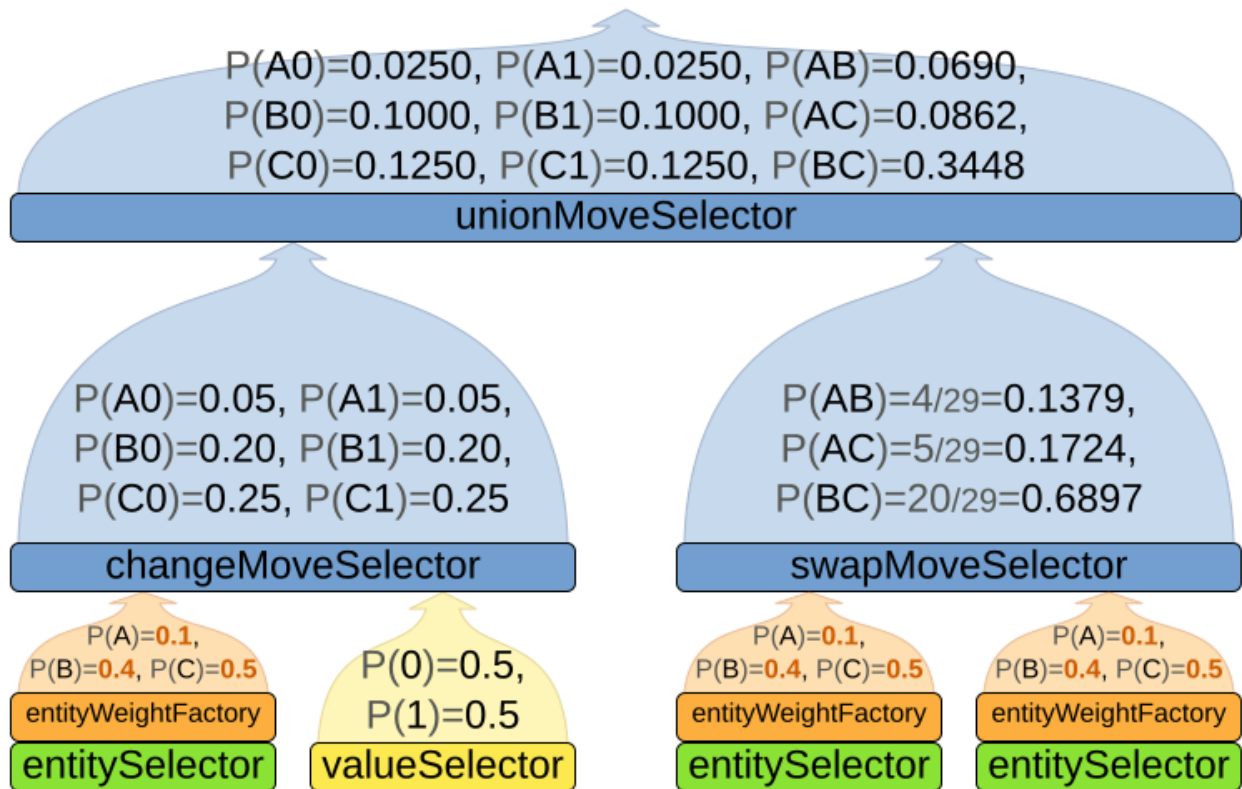 P(A0)=0.0250, P(A1)=0.0250, P(AB)=0.0690,
P(B0)=0.1000, P(B1)=0.1000, P(AC)=0.0862,
P(C0)=0.1250, P(C1)=0.1250, P(BC)=0.3448
unionMoveSelector
P(A0)=0.05, P(A1)=0.05,
P(B0)=0.20, P(B1)=0.20,
P(C0)=0.25, P(C1)=0.25
changeMoveSelector
P(AB)=4/29=0.1379,
P(AC)=5/29=0.1724,
P(BC)=20/29=0.6897
swapMoveSelector
P(A)=0.1,
P(B)=0.4, P(C)=0.5
entityWeightFactory
entitySelector
P(0)=0.5,
P(1)=0.5
valueSelector
P(A)=0.1,
P(B)=0.4, P(C)=0.5
entityWeightFactory
entitySelector
P(A)=0.1,
P(B)=0.4, P(C)=0.5
entityWeightFactory
entitySelector